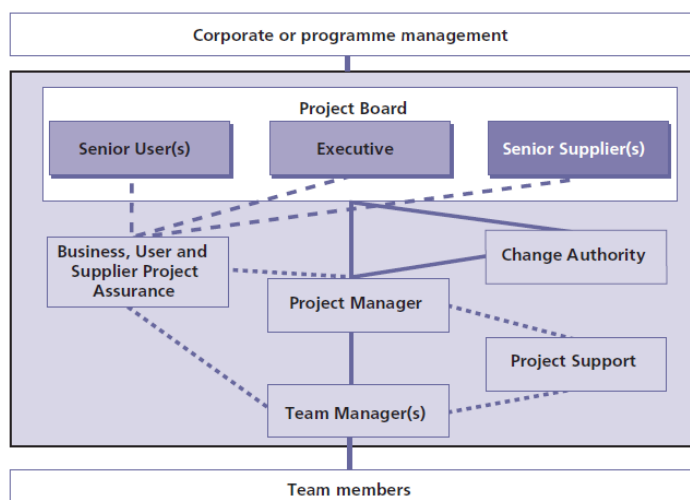 Corporate or programme management
Project Board
Senior User(s)
Executive
Senior Supplier(s)
Business, User and
Supplier Project
Assurance
Change Authority
Project Manager
Project Support
Team Manager(s)
Team members